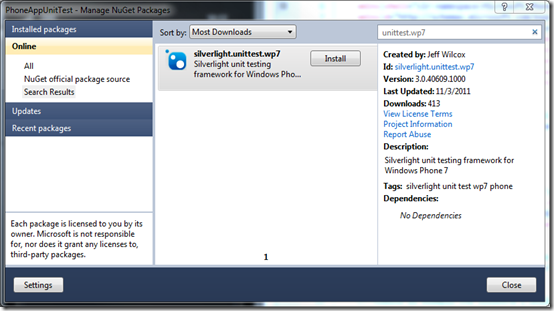 PhoneAppUnitTest - Manage NuGet Packages
Installed packages
Online
All
NuGet official package source
Search Results
Updates
Recent packages
Each package is licensed to you by its
owner. Microsoft is not responsible
for, nor does it grant any licenses to,
third-party packages.
Settings
Sort by: Most Downloads
silverlight.unittest.wp7
Silverlight unit testing
framework for Windows Pho...
Install
1
unittest.wp7
Created by: Jeff Wilcox
Id: silverlight.unittest.wp7
Version: 3.0.40609.1000
Last Updated: 11/3/2011
Downloads: 413
View License Terms
Project Information
Report Abuse
Description:
Silverlight unit testing framework for
Windows Phone 7
Tags: silverlight unit test wp7 phone
Dependencies:
No Dependencies
Close